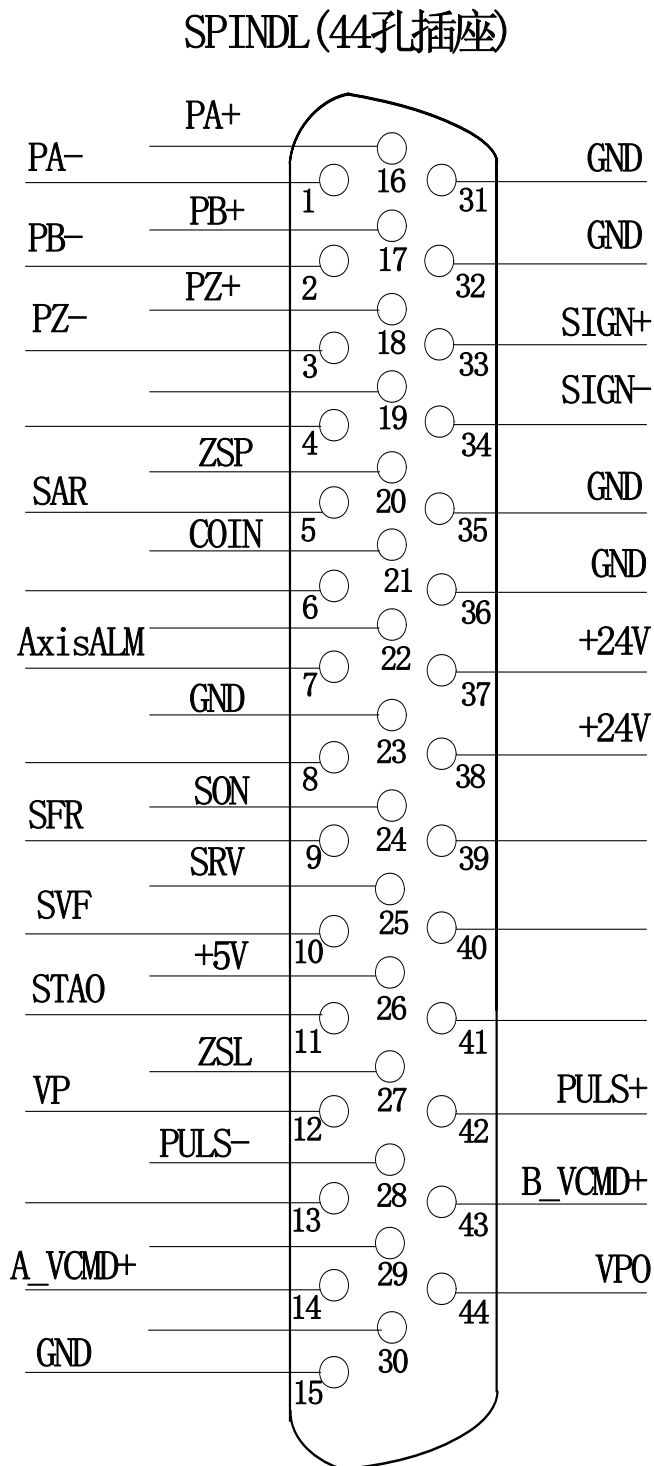 SPINDL(44孔插座)
PA+
PA-
GND
16
1
31
PB+
PB-
GND
17
2
32
PZ+
PZ-
SIGN+
18
3
33
SIGN-
19
4
34
ZSP
SAR
GND
20
5
35
COIN
GND
21
6
36
AxisALM
+24V
22
7
37
GND
+24V
23
8
38
SON
SFR
24
9
39
SRV
SVF
25
10
40
+5V
STAO
26
11
41
ZSL
VP
PULS+
27
12
42
PULS-
B_VCMD+
28
13
43
A_VCMD+
VPO
29
14
44
GND
30
15